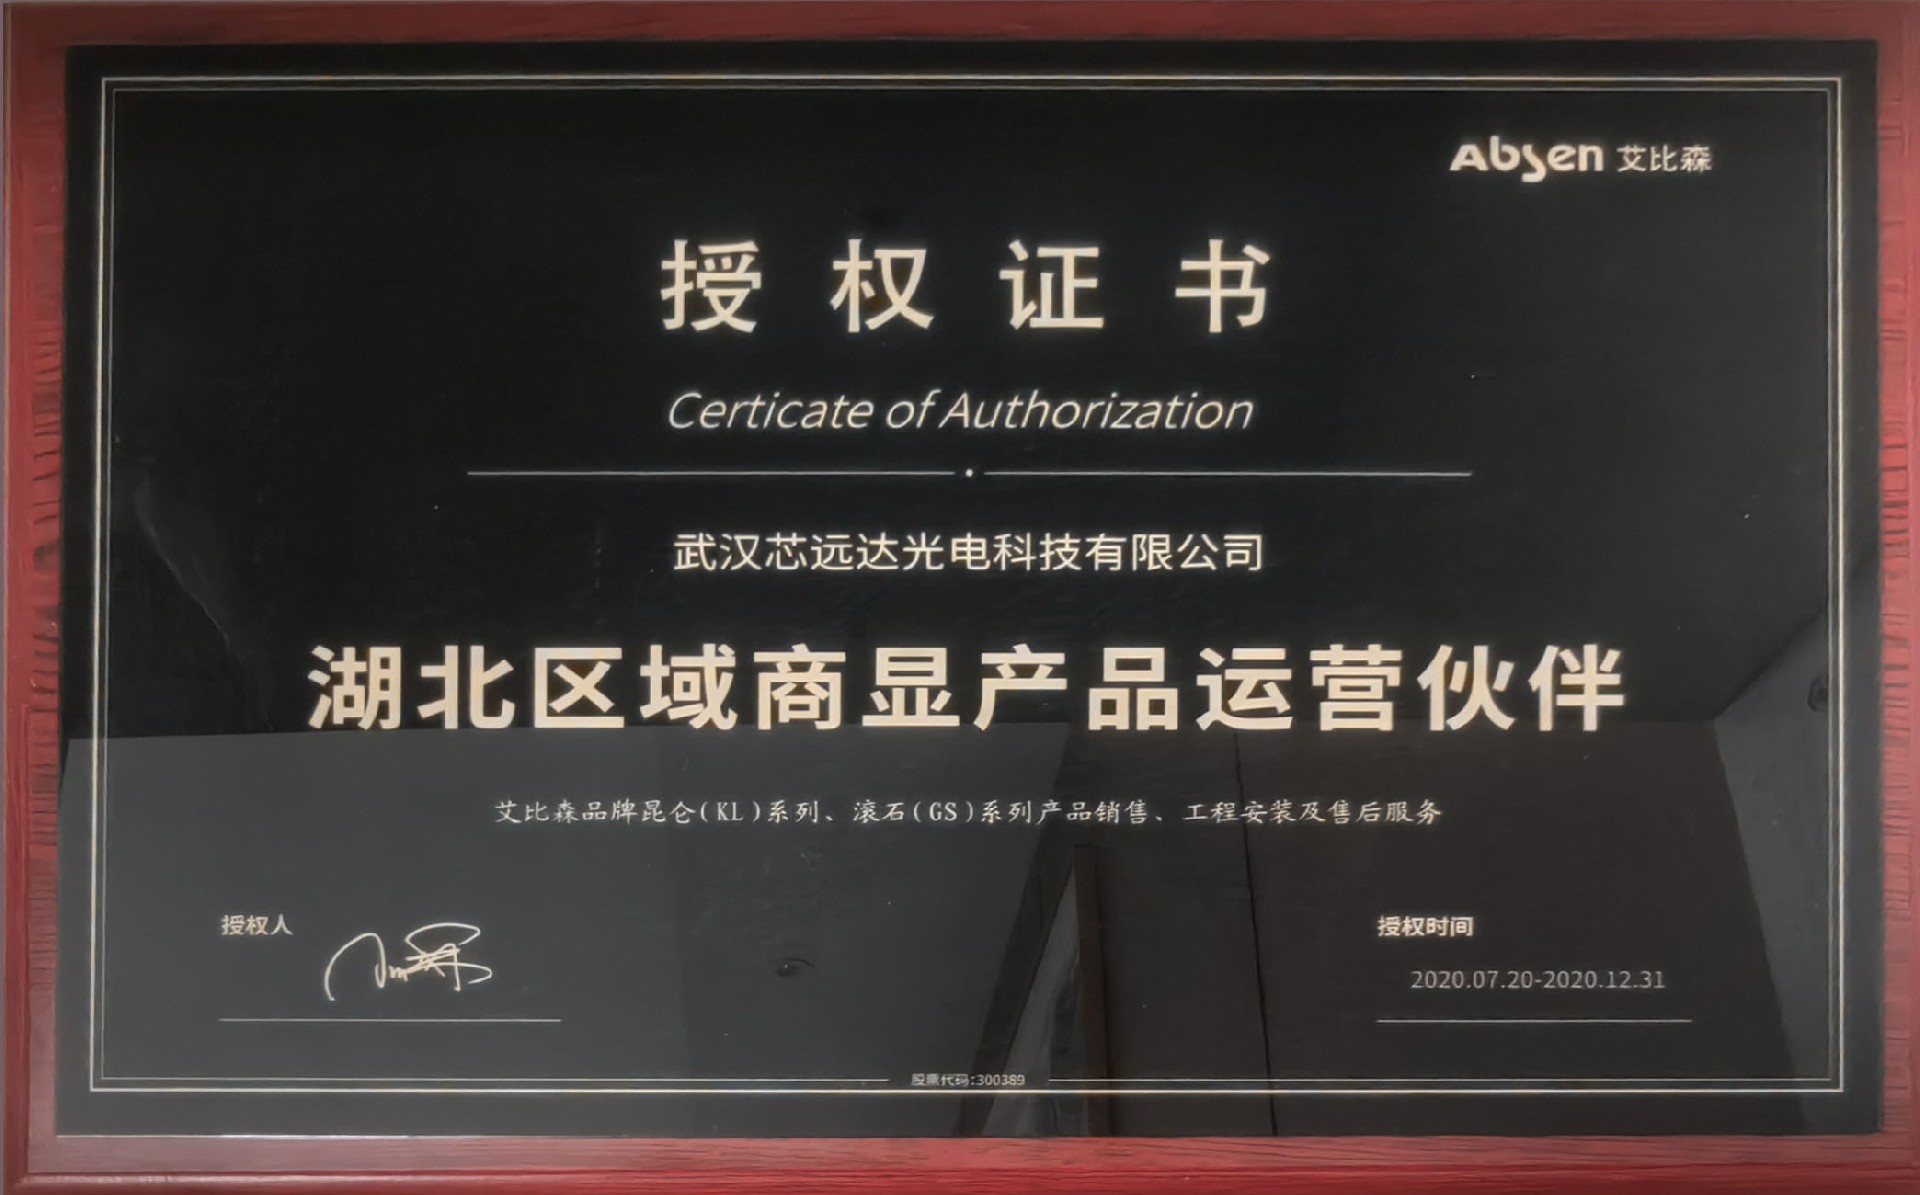 Absen 艾比森
授权证书
Certicate of Authorization
武汉芯远达光电科技有限公司
湖北区域商显产品运营伙伴
艾比森品牌昆仑(KL)系列、滚石(GS)系列产品销售、工程安装及售后服务
授权人
授权时间
2020.07.20-2020.12.31
股票代码:300389